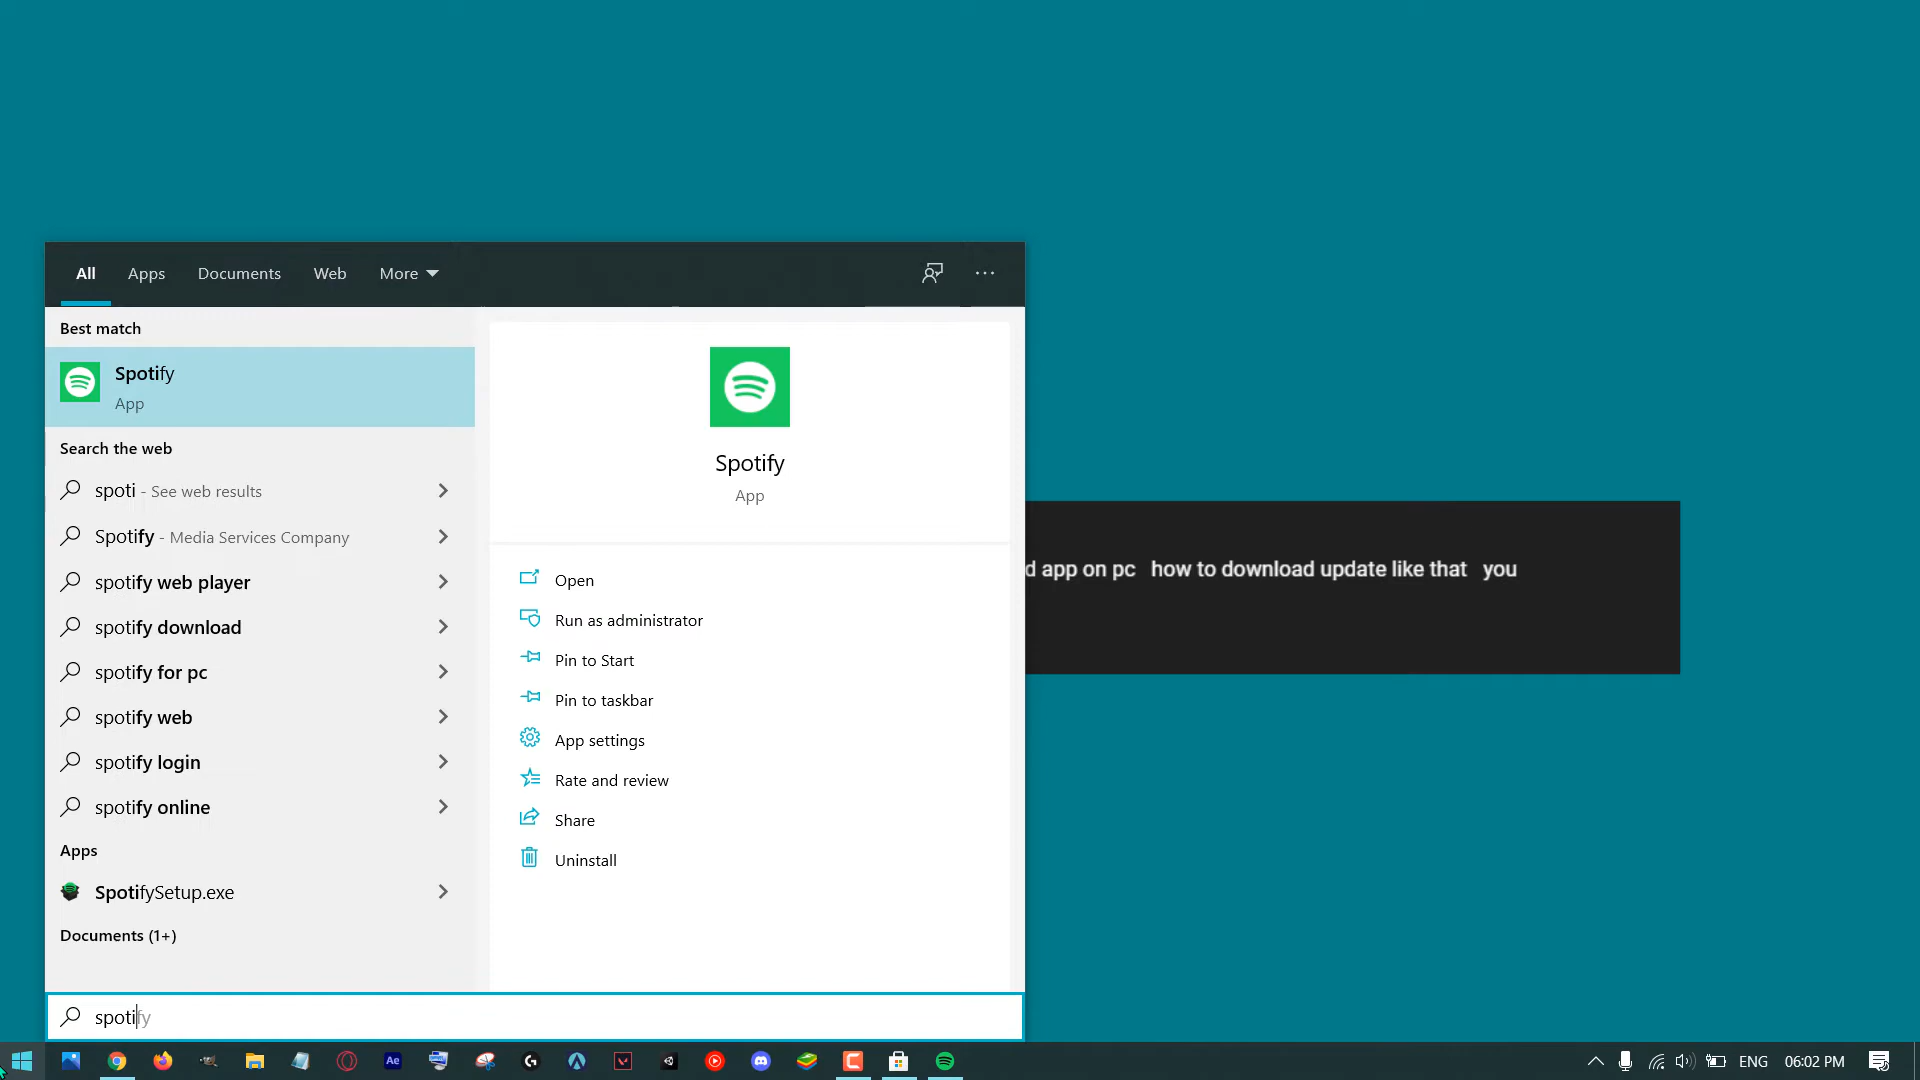 All Apps Documents Web More
Best match
Spotify
App
Search the web
spoti - See web results
Spotify - Media Services Company
spotify web player
spotify download
spotify for pc
spotify web
spotify login
spotify online
Apps
SpotifySetup.exe
Documents (1+)
Spotify
App
Open
Run as administrator
Pin to Start
Pin to taskbar
App settings
Rate and review
Share
Uninstall
d app on pc how to download update like that you
spotify
Ae
ENG 06:02 PM